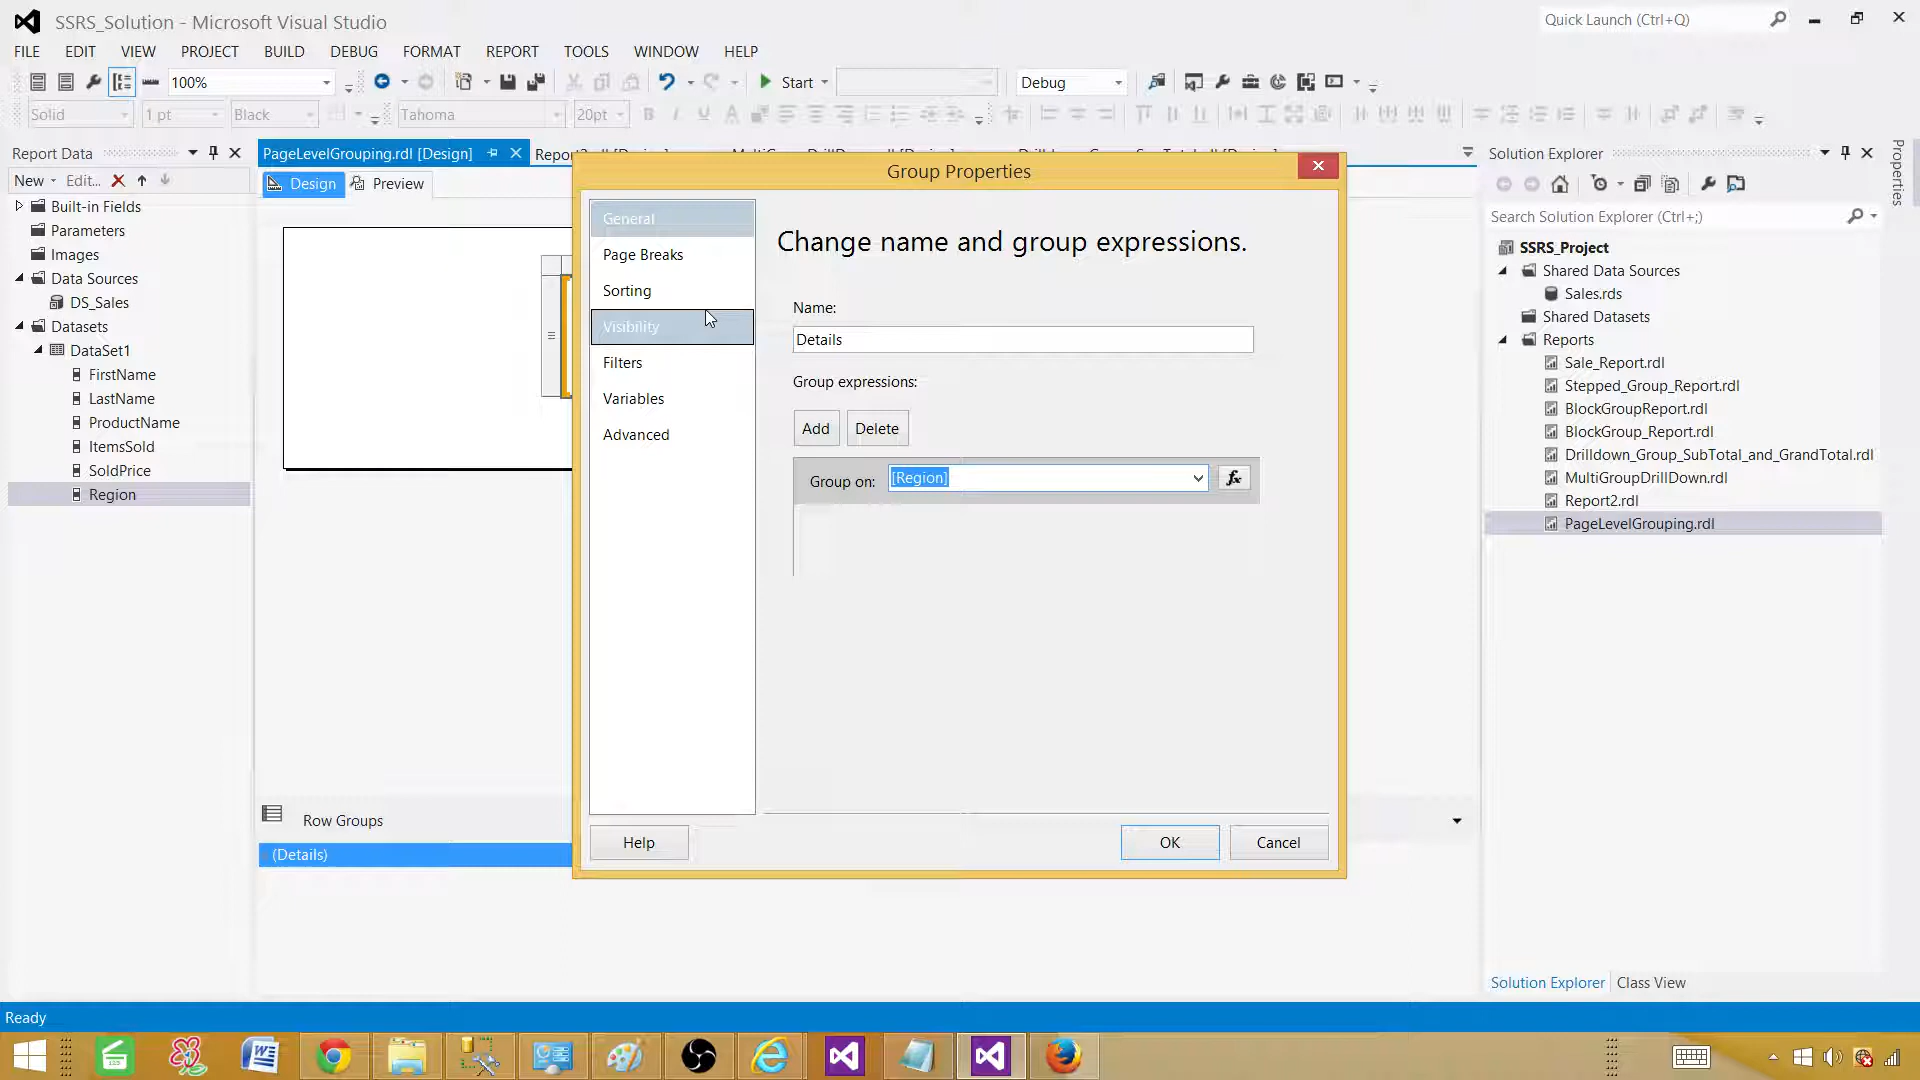 SSRS_Solution - Microsoft Visual Studio
Quick Launch (Ctrl+Q)
FILE EDIT VIEW PROJECT BUILD DEBUG FORMAT REPORT TOOLS WINDOW HELP
100%
Start
Debug
Solid
1 pt
Black
Tahoma
20pt
Report Data
PageLevelGrouping.rdl [Design]
Solution Explorer
Properties
New Edit...
Design
Preview
Search Solution Explorer (Ctrl+;)
Built-in Fields
Parameters
Images
Data Sources
DS_Sales
Datasets
DataSet1
FirstName
LastName
ProductName
ItemsSold
SoldPrice
Region
Group Properties
General
Page Breaks
Sorting
Visibility
Filters
Variables
Advanced
Change name and group expressions.
Name:
Details
Group expressions:
Add
Delete
Group on:
[Region]
fx
Help
OK
Cancel
Row Groups
(Details)
SSRS_Project
Shared Data Sources
Sales.rds
Shared Datasets
Reports
Sale_Report.rdl
Stepped_Group_Report.rdl
BlockGroupReport.rdl
BlockGroup_Report.rdl
Drilldown_Group_SubTotal_and_GrandTotal.rdl
MultiGroupDrillDown.rdl
Report2.rdl
PageLevelGrouping.rdl
Solution Explorer
Class View
Ready